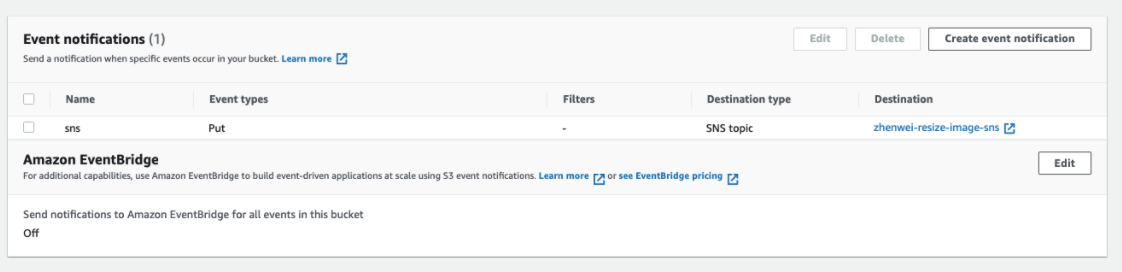 Event notifications (1)
Edit
Delete
Create event notification
Send a notification when specific events occur in your bucket. Learn more
Name Event types Filters Destination type Destination
sns Put - SNS topic zhenwei-resize-image-sns
Amazon EventBridge
Edit
For additional capabilities, use Amazon EventBridge to build event-driven applications at scale using S3 event notifications. Learn more or see EventBridge pricing
Send notifications to Amazon EventBridge for all events in this bucket
Off